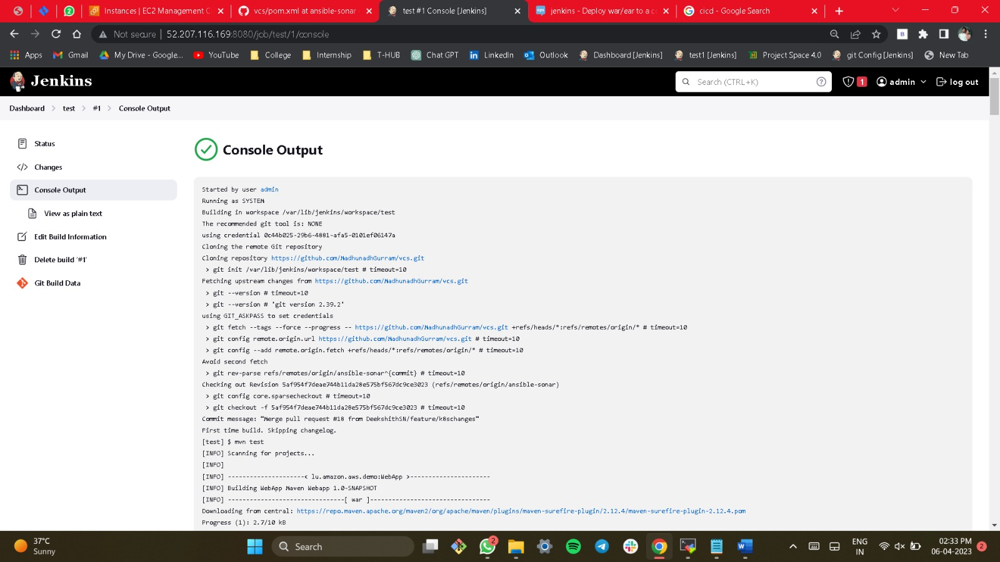 Instances | EC2 Management C
vcs/pom.xml at ansible-sonar
test #1 Console [Jenkins]
jenkins - Deploy war/ear to a c
cicd - Google Search
Not secure | 52.207.116.169:8080/job/test/1/console
Apps
Gmail
My Drive - Google...
YouTube
College
Internship
T-HUB
Chat GPT
LinkedIn
Outlook
Dashboard [Jenkins]
test1 [Jenkins]
Project Space 4.0
git Config [Jenkins]
New Tab
Jenkins
Search (CTRL+K)
1
admin
log out
Dashboard
test
#1
Console Output
Status
Changes
Console Output
View as plain text
Edit Build Information
Delete build '#1'
Git Build Data
Console Output
Started by user admin
Running as SYSTEM
Building in workspace /var/lib/jenkins/workspace/test
The recommended git tool is: NONE
using credential 0c44b025-29b6-4881-afa5-0101ef06147a
Cloning the remote Git repository
Cloning repository https://github.com/MadhunadhGurram/vcs.git
> git init /var/lib/jenkins/workspace/test # timeout=10
Fetching upstream changes from https://github.com/MadhunadhGurram/vcs.git
> git --version # timeout=10
> git --version # 'git version 2.39.2'
using GIT_ASKPASS to set credentials
> git fetch --tags --force --progress -- https://github.com/MadhunadhGurram/vcs.git +refs/heads/*:refs/remotes/origin/* # timeout=10
> git config remote.origin.url https://github.com/MadhunadhGurram/vcs.git # timeout=10
> git config --add remote.origin.fetch +refs/heads/*:refs/remotes/origin/* # timeout=10
Avoid second fetch
> git rev-parse refs/remotes/origin/ansible-sonar^{commit} # timeout=10
Checking out Revision 5af954f7deae744b11da28e575bf567dc9ce3023 (refs/remotes/origin/ansible-sonar)
> git config core.sparsecheckout # timeout=10
> git checkout -f 5af954f7deae744b11da28e575bf567dc9ce3023 # timeout=10
Commit message: "Merge pull request #18 from DeekshithSN/feature/k8schanges"
First time build. Skipping changelog.
[test] $ mvn test
[INFO] Scanning for projects...
[INFO]
[INFO] ---------------------< lu.amazon.aws.demo:WebApp >----------------------
[INFO] Building WebApp Maven Webapp 1.0-SNAPSHOT
[INFO] --------------------------------[ war ]---------------------------------
Downloading from central: https://repo.maven.apache.org/maven2/org/apache/maven/plugins/maven-surefire-plugin/2.12.4/maven-surefire-plugin-2.12.4.pom
Progress (1): 2.7/10 kB
37°C
Sunny
Search
2
ENG
IN
02:33 PM
06-04-2023
2